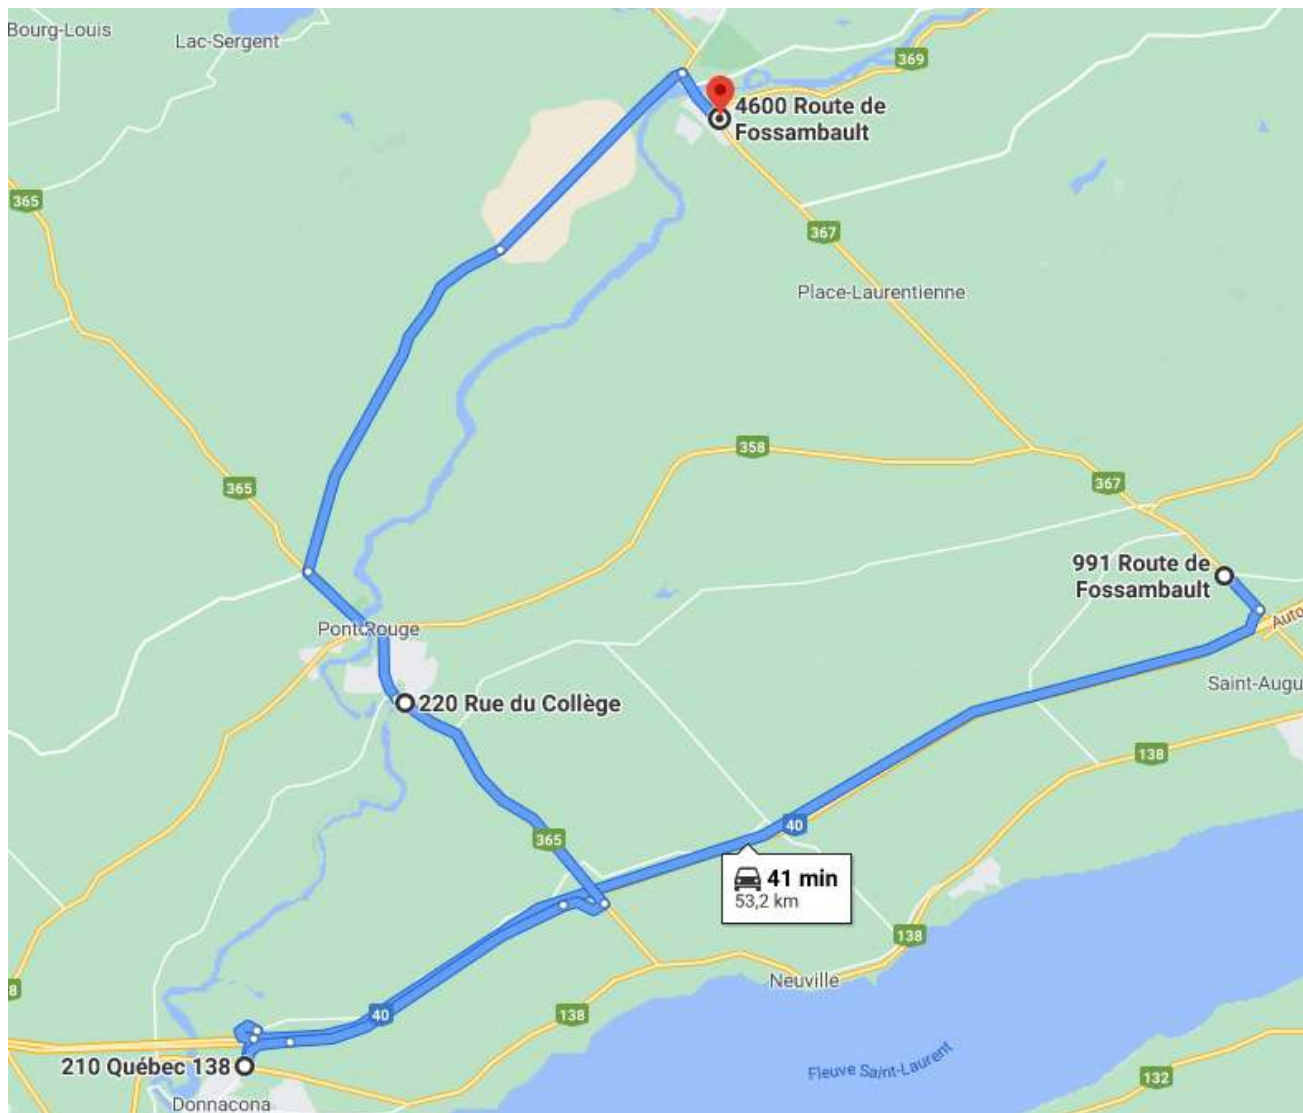 Bourg-Louis
Lac-Sergent
369
4600 Route de
Fossambault
365
367
Place-Laurentienne
358
367
365
991 Route de
Fossambault
Auto
Pont-Rouge
Saint-Augu
220 Rue du Collège
138
40
365
41 min
53,2 km
138
Neuville
8
40
138
210 Québec 138
Fleuve Saint-Laurent
132
Donnacona